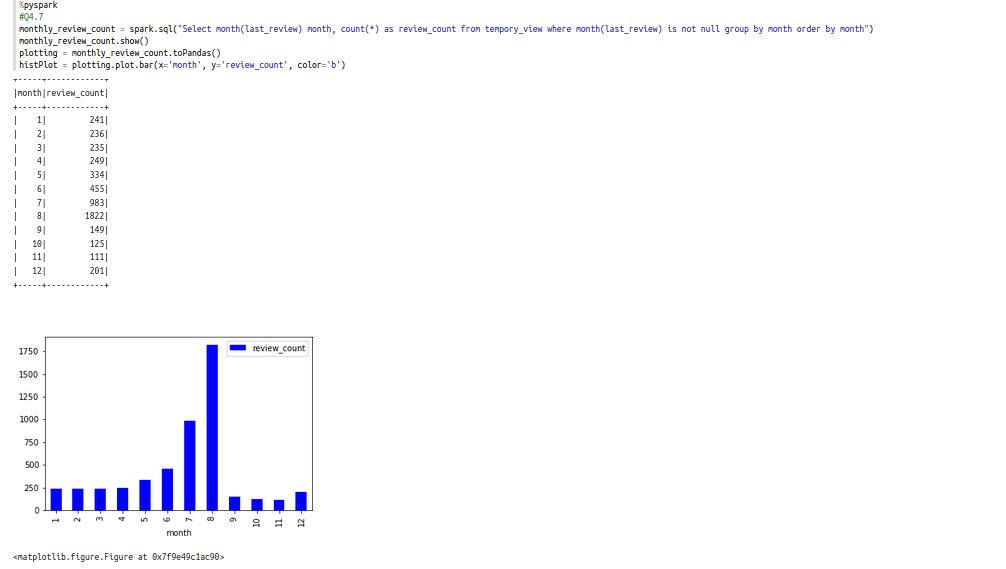 %pyspark
#Q4.7
monthly_review_count = spark.sql("Select month(last_review) month, count(*) as review_count from tempory_view where month(last_review) is not null group by month order by month")
monthly_review_count.show()
plotting = monthly_review_count.toPandas()
histPlot = plotting.plot.bar(x='month', y='review_count', color='b')
+-----+------------+
|month|review_count|
+-----+------------+
|    1|         241|
|    2|         236|
|    3|         235|
|    4|         249|
|    5|         334|
|    6|         455|
|    7|         983|
|    8|        1822|
|    9|         149|
|   10|         125|
|   11|         111|
|   12|         201|
+-----+------------+
review_count
1750
1500
1250
1000
750
500
250
0
1 2 3 4 5 6 7 8 9 10 11 12
month
<matplotlib.figure.Figure at 0x7f9e49c1ac90>